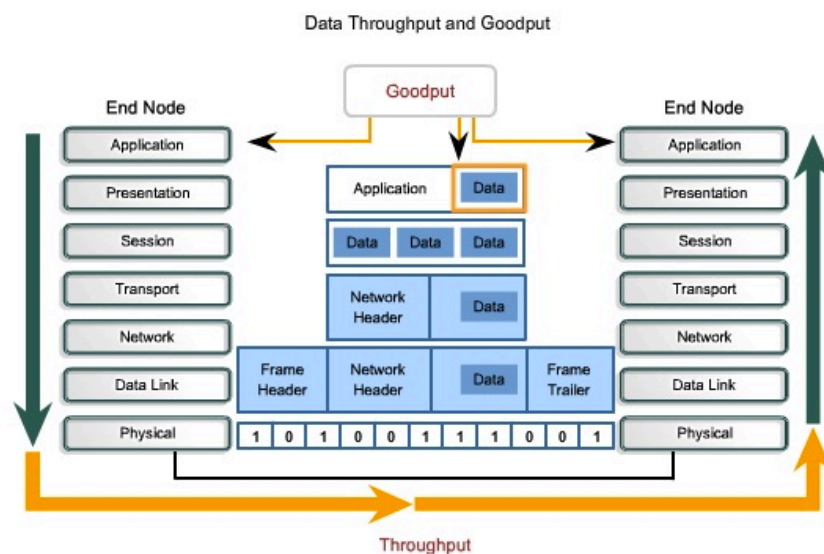 Data Throughput and Goodput
Goodput
End Node
End Node
Application
Application
Presentation
Presentation
Session
Session
Transport
Transport
Network
Network
Data Link
Data Link
Physical
Physical
Application
Data
Data
Data
Data
Network
Header
Data
Frame
Header
Network
Header
Data
Frame
Trailer
1 0 1 0 0 1 1 1 0 0 1
Throughput